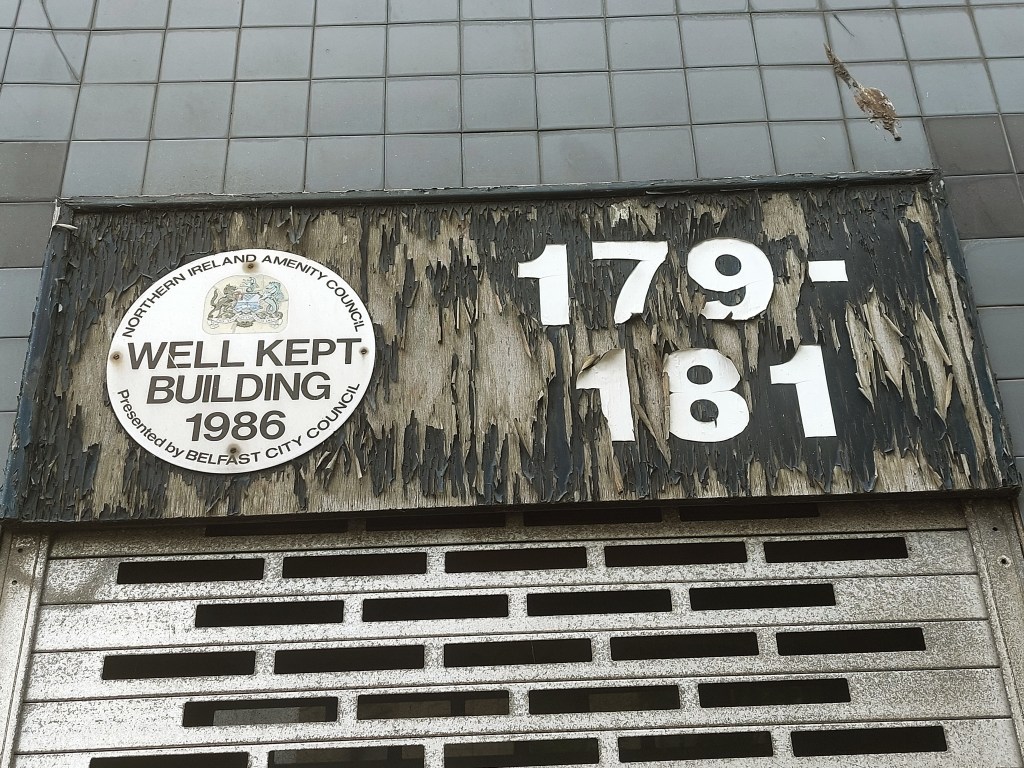 NORTHERN IRELAND AMENITY COUNCIL
WELL KEPT
BUILDING
1986
Presented by BELFAST CITY COUNCIL
179-
181